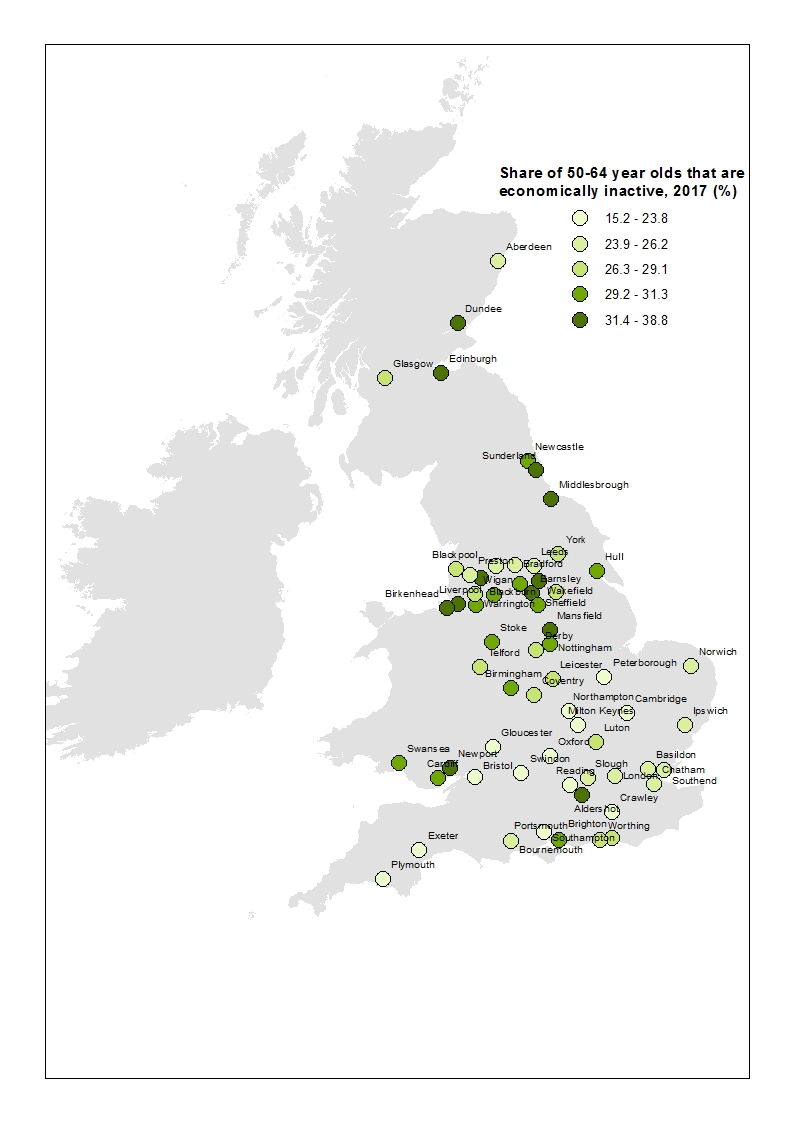 Share of 50-64 year olds that are
economically inactive, 2017 (%)
15.2 - 23.8
23.9 - 26.2
26.3 - 29.1
29.2 - 31.3
31.4 - 38.8
Aberdeen
Dundee
Edinburgh
Glasgow
Newcastle
Sunderland
Middlesbrough
York
Leeds
Blackpool
Preston
Bradford
Hull
Wigan
Barnsley
Birkenhead
Liverpool
Blackburn
Wakefield
Warrington
Sheffield
Mansfield
Stoke
Derby
Nottingham
Telford
Norwich
Leicester
Peterborough
Birmingham
Coventry
Northampton
Cambridge
Milton Keynes
Ipswich
Luton
Gloucester
Oxford
Swansea
Newport
Swindon
Basildon
Cardiff
Bristol
Slough
Reading
London
Chatham
Southend
Crawley
Aldershot
Portsmouth
Brighton
Worthing
Southampton
Bournemouth
Exeter
Plymouth